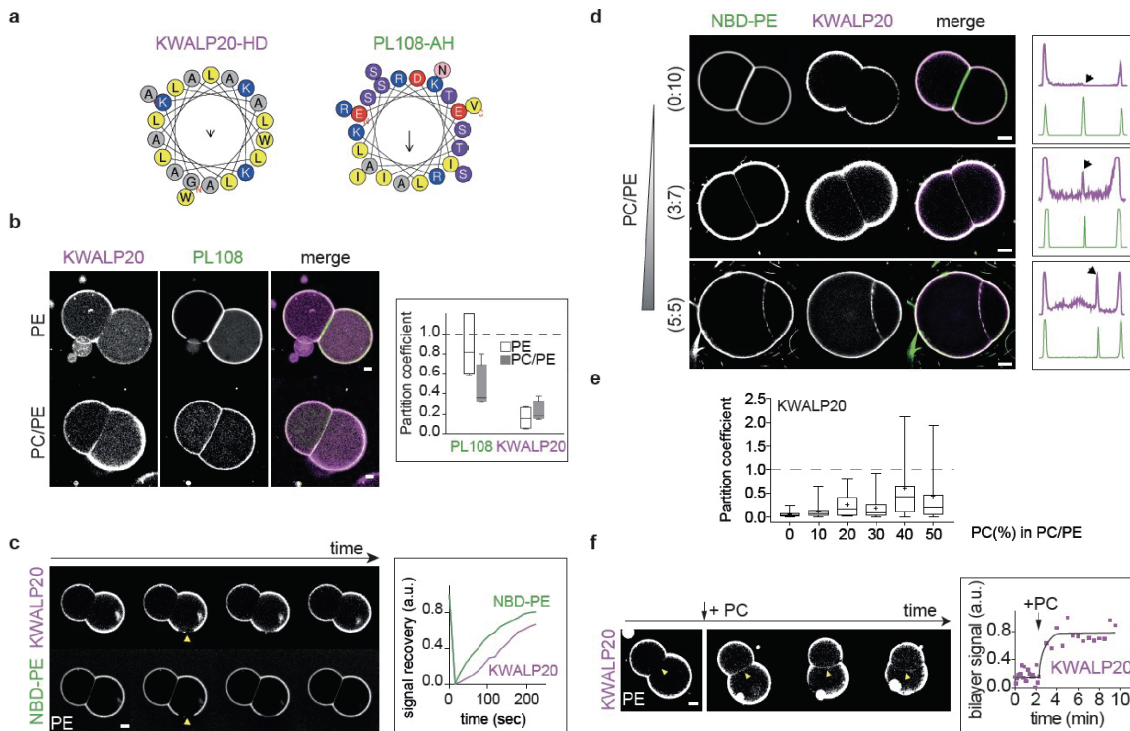 a
KWALP20-HD
PL108-AH
b
KWALP20
PL108
merge
PE
PC/PE
Partition coefficient
1.0
0.8
0.6
0.4
0.2
0.0
PE
PC/PE
PL108
KWALP20
c
time
KWALP20
NBD-PE
PE
signal recovery (a.u.)
0.8
0.4
0.0
NBD-PE
KWALP20
0
100
200
time (sec)
d
NBD-PE
KWALP20
merge
PC/PE
(0:10)
(3:7)
(5:5)
e
KWALP20
Partition coefficient
2.5
2.0
1.5
1.0
0.5
0.0
0 10 20 30 40 50
PC(%) in PC/PE
f
+ PC
time
KWALP20
PE
bilayer signal (a.u.)
+PC
0.8
0.4
0.0
KWALP20
0 2 4 6 8 10
time (min)